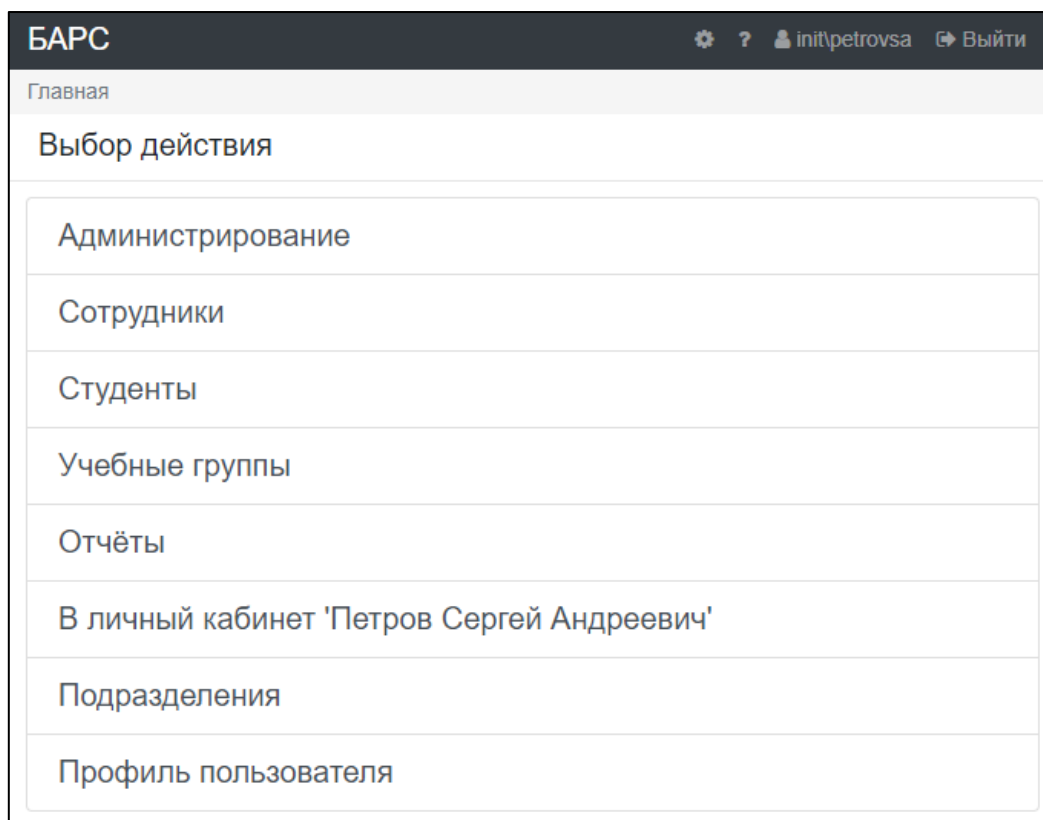 БАРС ? init\petrovsa Выйти
Главная
Выбор действия
Администрирование
Сотрудники
Студенты
Учебные группы
Отчёты
В личный кабинет 'Петров Сергей Андреевич'
Подразделения
Профиль пользователя